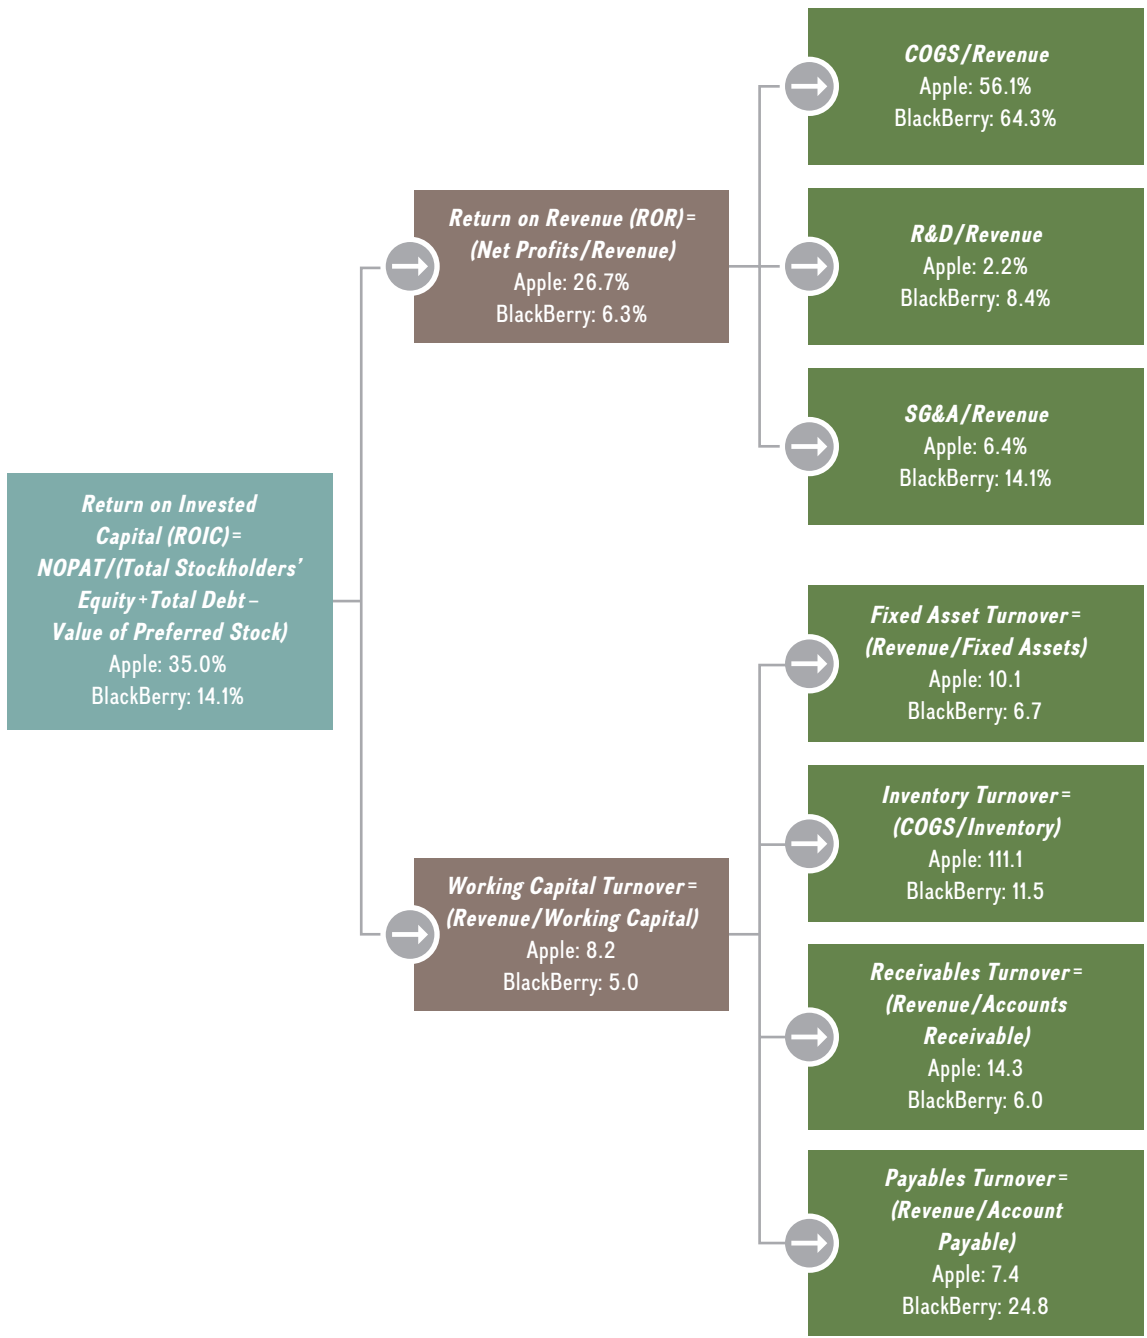 COGS/Revenue
Apple: 56.1%
BlackBerry: 64.3%
Return on Revenue (ROR)=
(Net Profits/Revenue)
Apple: 26.7%
BlackBerry: 6.3%
R&D/Revenue
Apple: 2.2%
BlackBerry: 8.4%
SG&A/Revenue
Apple: 6.4%
BlackBerry: 14.1%
Return on Invested
Capital (ROIC)=
NOPAT/(Total Stockholders’
Equity+Total Debt–
Value of Preferred Stock)
Apple: 35.0%
BlackBerry: 14.1%
Fixed Asset Turnover=
(Revenue/Fixed Assets)
Apple: 10.1
BlackBerry: 6.7
Inventory Turnover=
(COGS/Inventory)
Apple: 111.1
BlackBerry: 11.5
Working Capital Turnover=
(Revenue/Working Capital)
Apple: 8.2
BlackBerry: 5.0
Receivables Turnover=
(Revenue/Accounts
Receivable)
Apple: 14.3
BlackBerry: 6.0
Payables Turnover=
(Revenue/Account
Payable)
Apple: 7.4
BlackBerry: 24.8